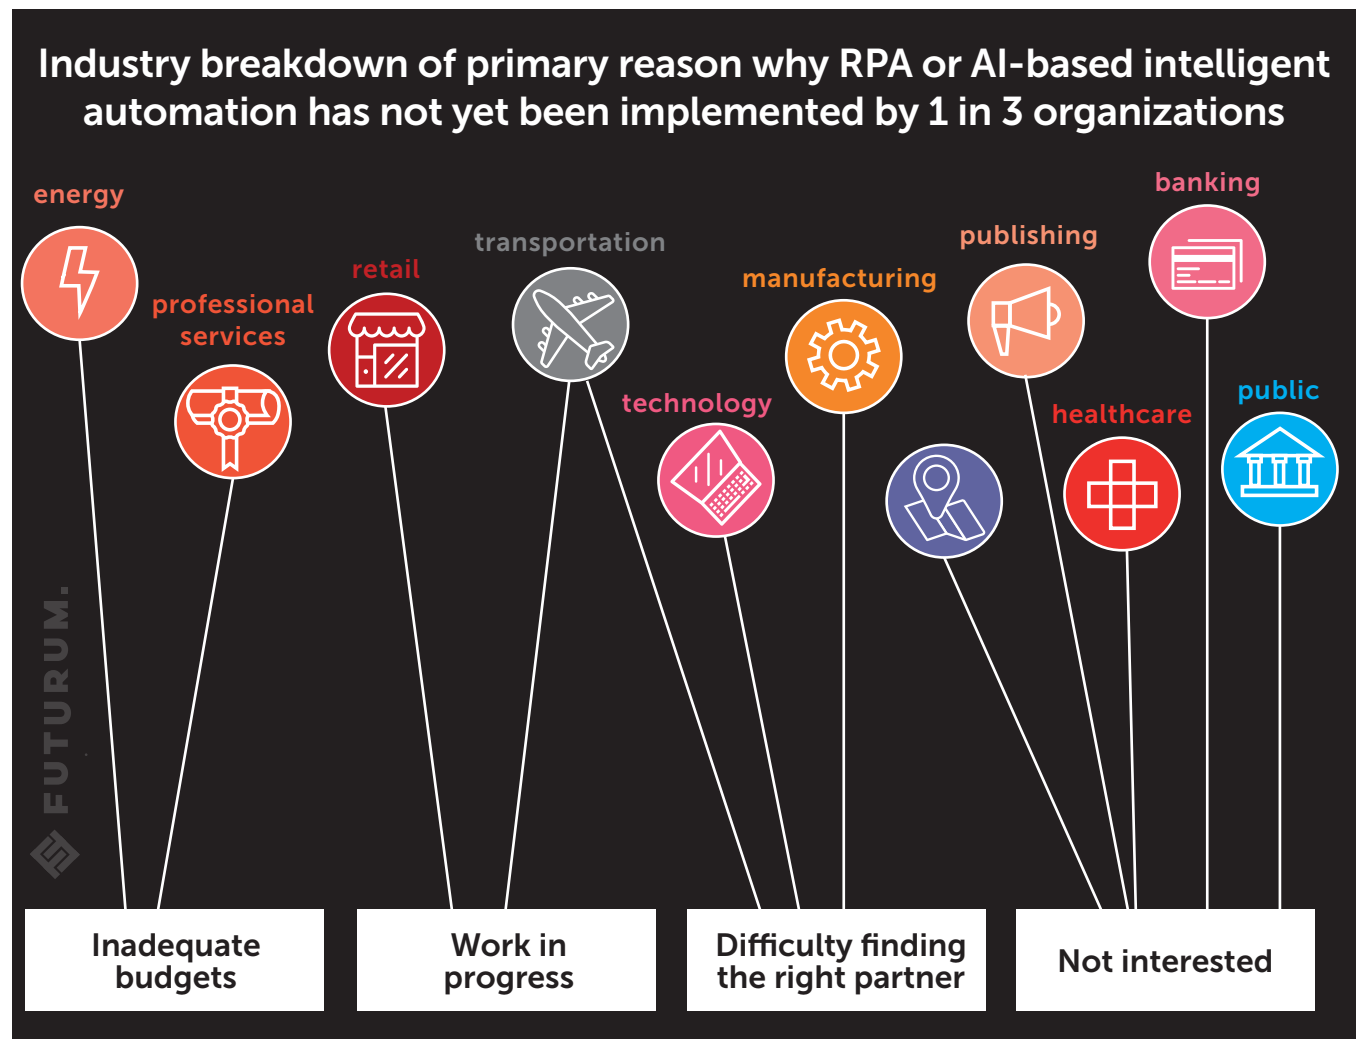 Industry breakdown of primary reason why RPA or AI-based intelligent
automation has not yet been implemented by 1 in 3 organizations
energy
professional
services
retail
transportation
technology
manufacturing
publishing
healthcare
banking
public
FUTURUM.
Inadequate
budgets
Work in
progress
Difficulty finding
the right partner
Not interested